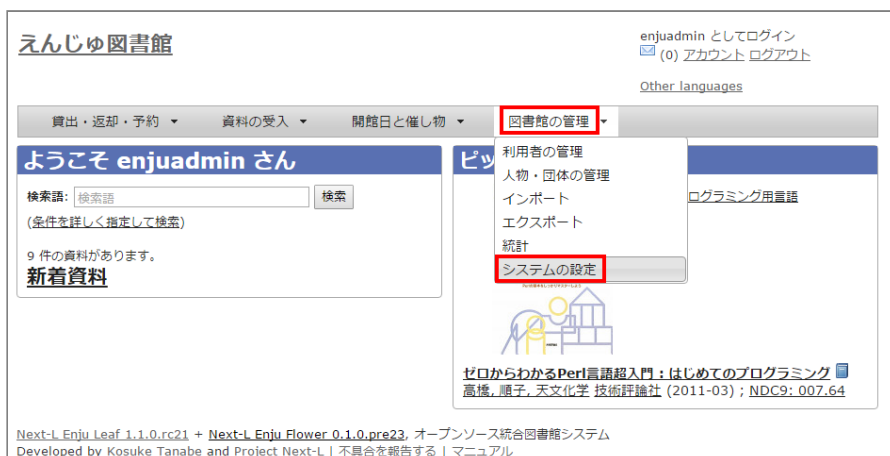 えんじゅ図書館
enjuadmin としてログイン
(0) アカウント ログアウト
Other languages
貸出・返却・予約 ▼ 資料の受入 ▼ 開館日と催し物 ▼ 図書館の管理 ▼
ようこそ enjuadmin さん
検索語: 検索語 検索
(条件を詳しく指定して検索)
9 件の資料があります。
新着資料
ピッ
利用者の管理
人物・団体の管理
インポート
エクスポート
統計
システムの設定
ログラミング用言語
ゼロからわかるPerl言語超入門 : はじめてのプログラミング
高橋, 順子, 天文化学 技術評論社 (2011-03) ; NDC9: 007.64
Next-L Enju Leaf 1.1.0.rc21 + Next-L Enju Flower 0.1.0.pre23, オープンソース統合図書館システム
Developed by Kosuke Tanabe and Project Next-L | 不具合を報告する | マニュアル